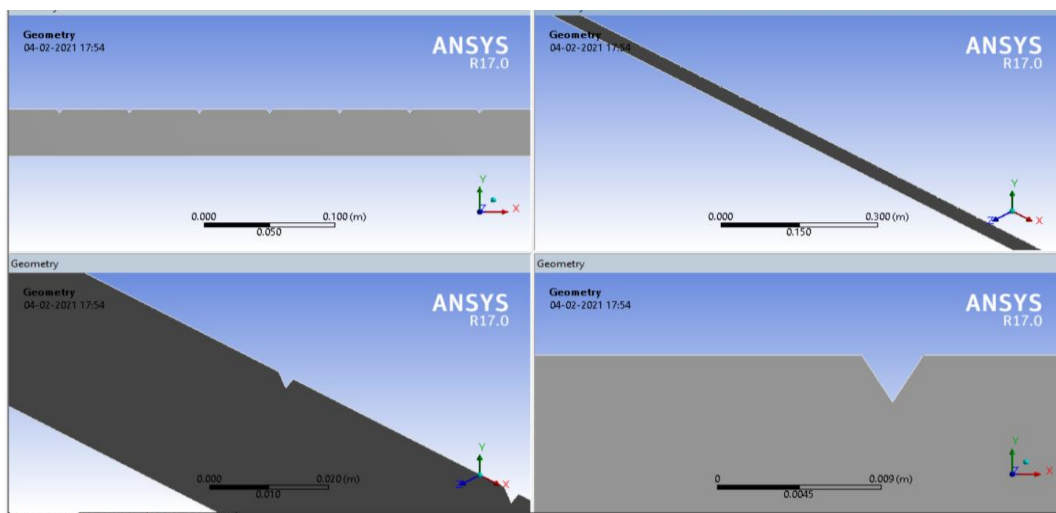 Geometry
04-02-2021 17:54
ANSYS
R17.0
0.000 0.100 (m)
0.050
Y
Z
X
Geometry
04-02-2021 17:54
ANSYS
R17.0
0.000 0.300 (m)
0.150
Y
Z
X
Geometry
Geometry
04-02-2021 17:54
ANSYS
R17.0
0.000 0.020 (m)
0.010
Y
Z
X
Geometry
Geometry
04-02-2021 17:54
ANSYS
R17.0
0 0.009 (m)
0.0045
Y
Z
X